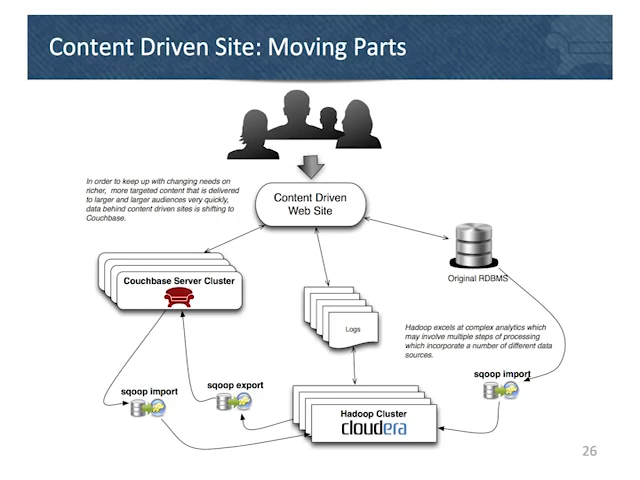 Content Driven Site: Moving Parts
In order to keep up with changing needs on
richer, more targeted content that is delivered
to larger and larger audiences very quickly,
data behind content driven sites is shifting to
Couchbase.
Content Driven
Web Site
Original RDBMS
Couchbase Server Cluster
Logs
Hadoop excels at complex analytics which
may involve multiple steps of processing
which incorporate a number of different data
sources.
sqoop import
sqoop export
sqoop import
Hadoop Cluster
cloudera
26